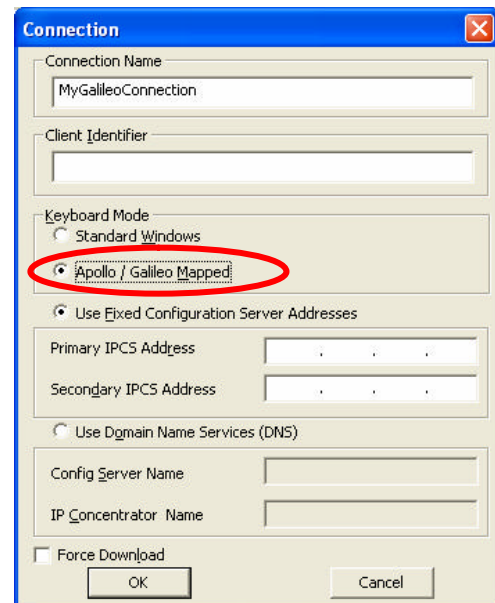 Connection
Connection Name
MyGalileoConnection
Client Identifier
Keyboard Mode
Standard Windows
Apollo / Galileo Mapped
Use Fixed Configuration Server Addresses
Primary IPCS Address . . .
Secondary IPCS Address . . .
Use Domain Name Services (DNS)
Config Server Name
IP Concentrator Name
Force Download
OK Cancel